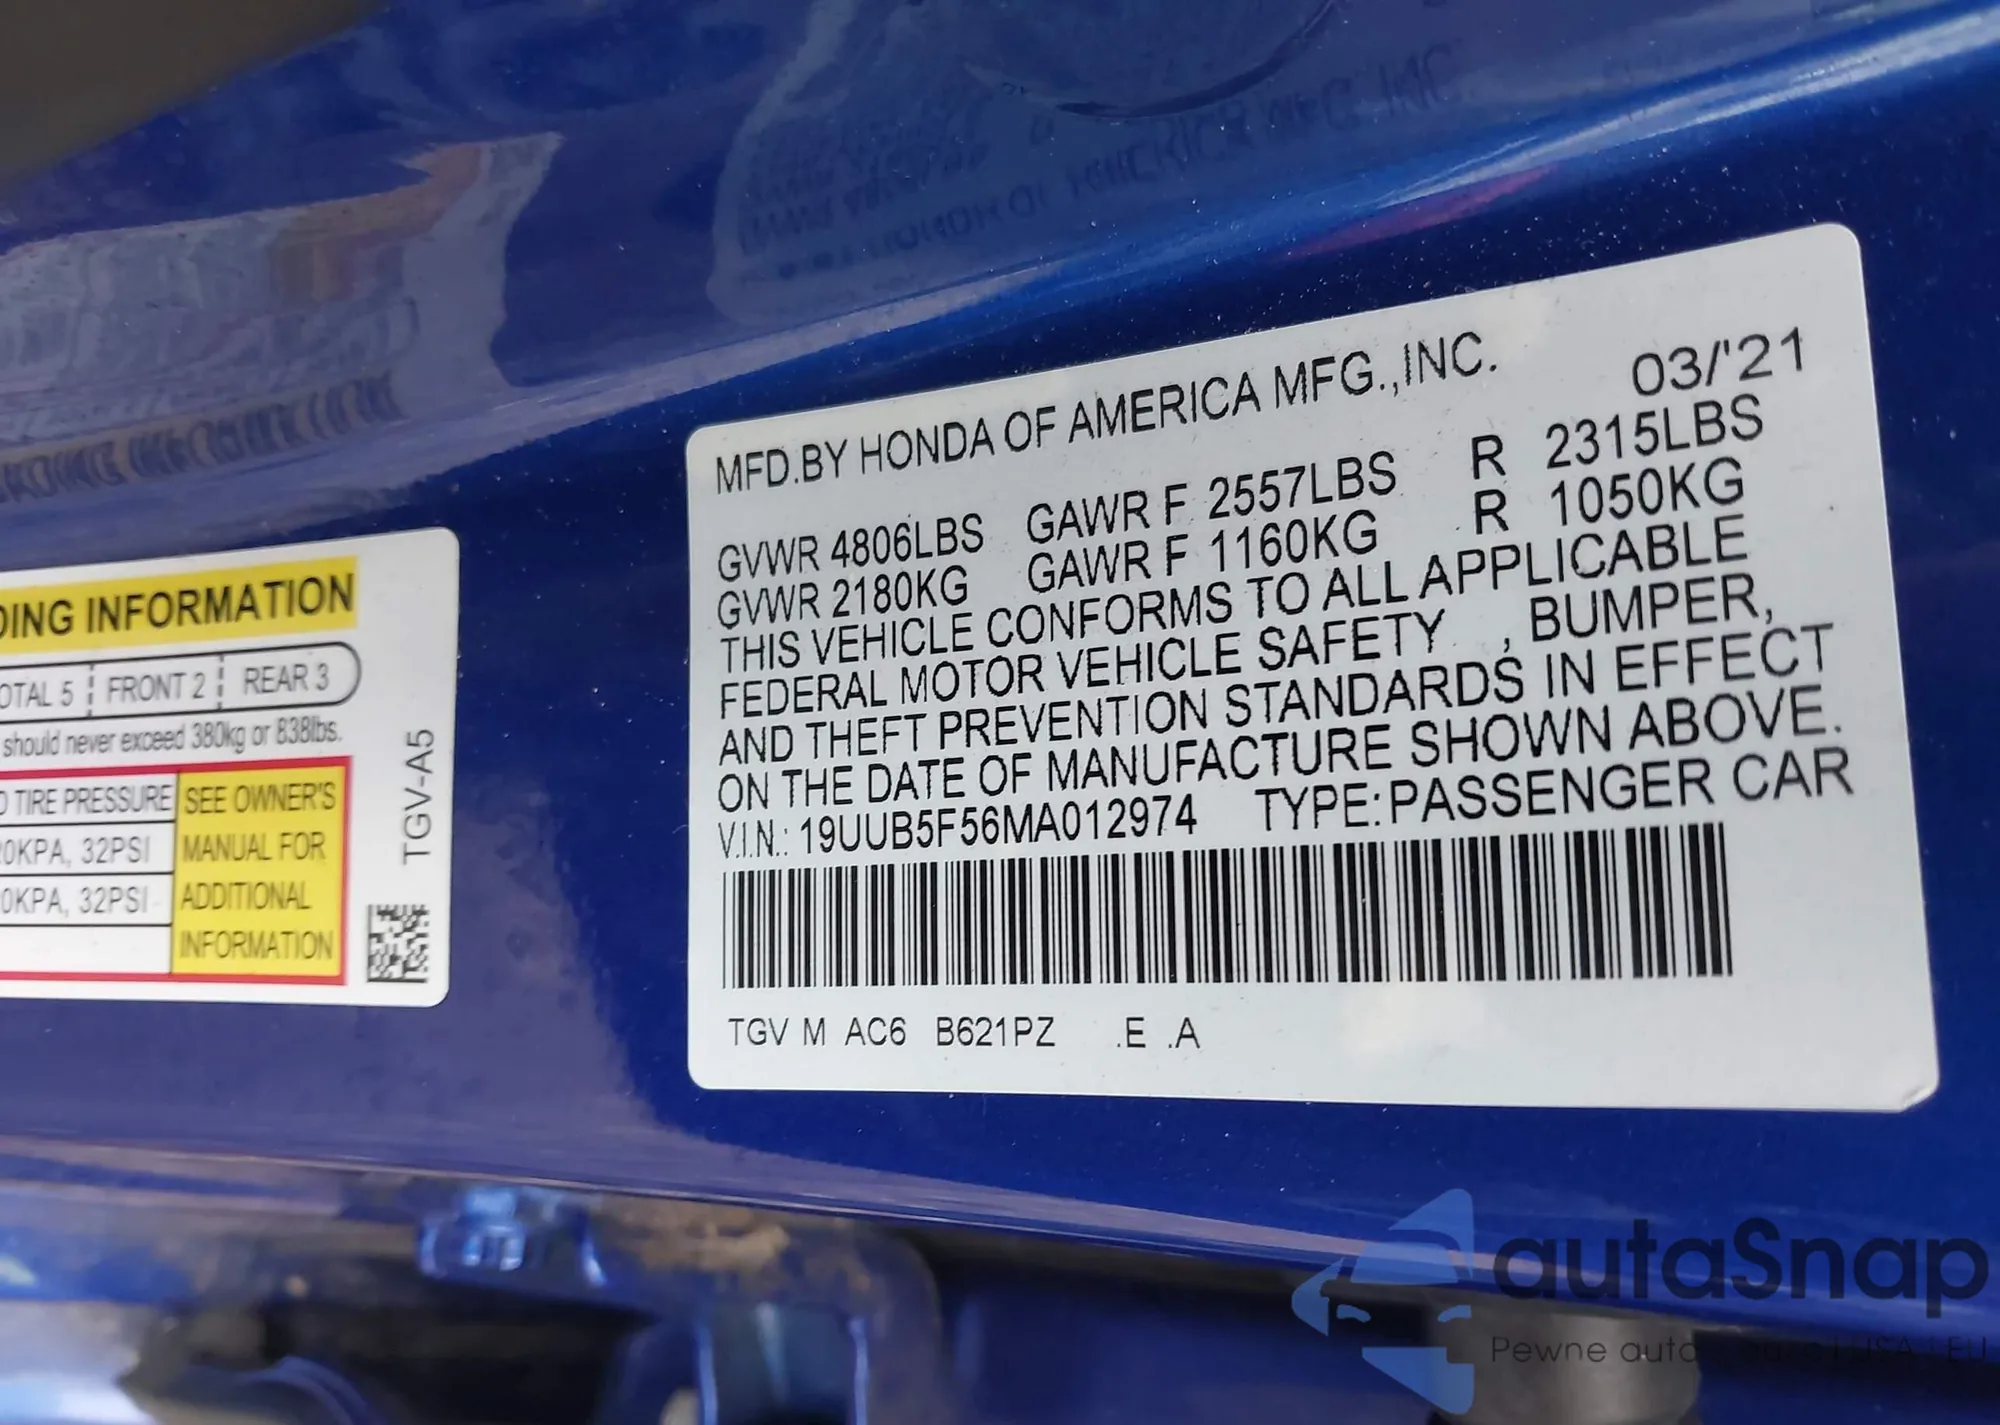 DING INFORMATION
OTAL 5 FRONT 2 REAR 3
should never exceed 380kg or 838lbs.
TIRE PRESSURE
SEE OWNER'S
MANUAL FOR
ADDITIONAL
INFORMATION
0KPA, 32PSI
0KPA, 32PSI
TGV-A5
MFD.BY HONDA OF AMERICA MFG.,INC. 03/'21
GVWR 4806LBS GAWR F 2557LBS R 2315LBS
GVWR 2180KG GAWR F 1160KG R 1050KG
THIS VEHICLE CONFORMS TO ALL APPLICABLE
FEDERAL MOTOR VEHICLE SAFETY , BUMPER,
AND THEFT PREVENTION STANDARDS IN EFFECT
ON THE DATE OF MANUFACTURE SHOWN ABOVE.
V.I.N.: 19UUB5F56MA012974 TYPE:PASSENGER CAR
TGV M AC6 B621PZ .E .A
autaSnap
Pewne auta USA | EU